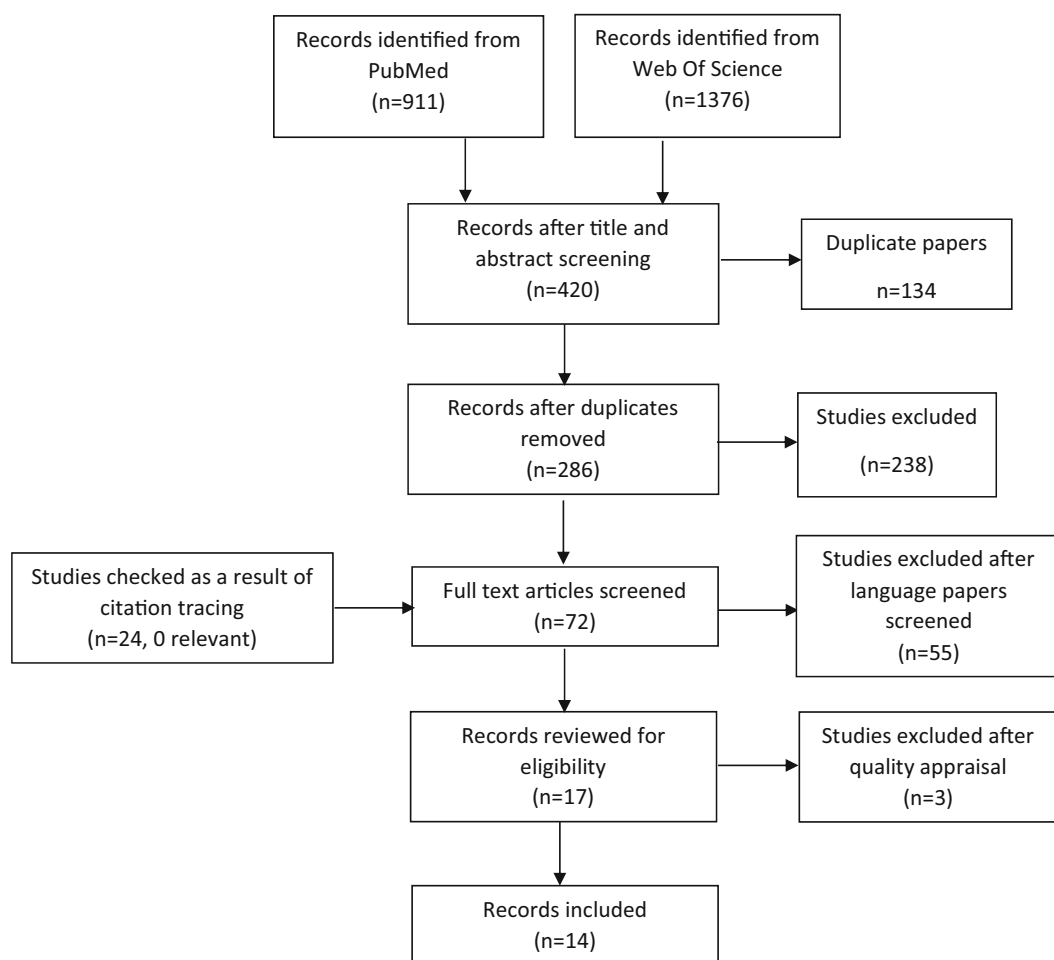 Records identified from
PubMed
(n=911)
Records identified from
Web Of Science
(n=1376)
Records after title and
abstract screening
(n=420)
Duplicate papers
n=134
Records after duplicates
removed
(n=286)
Studies excluded
(n=238)
Studies checked as a result of
citation tracing
(n=24, 0 relevant)
Full text articles screened
(n=72)
Studies excluded after
language papers
screened
(n=55)
Records reviewed for
eligibility
(n=17)
Studies excluded after
quality appraisal
(n=3)
Records included
(n=14)